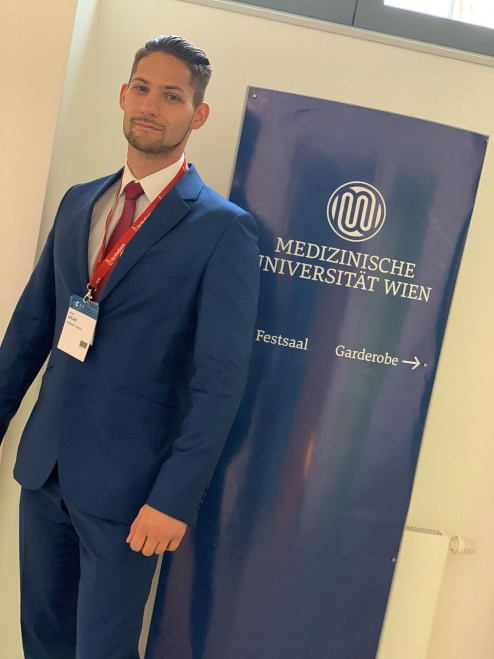 MEDIZINISCHE
UNIVERSITÄT WIEN
Festsaal
Garderobe →